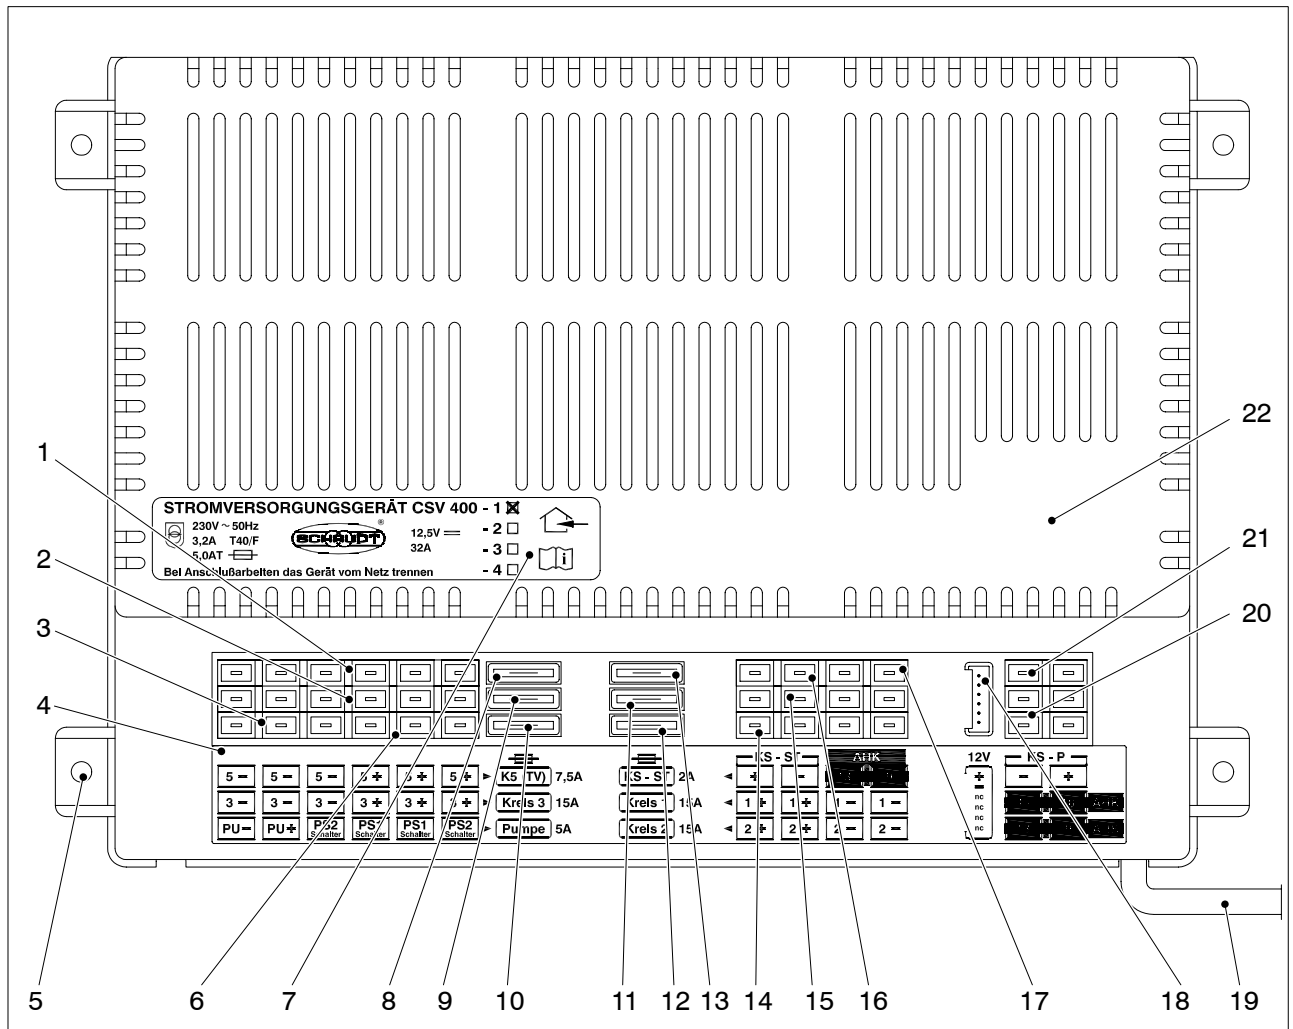 STROMVERSORGUNGSGERÄT CSV 400 - 1
230V ~ 50Hz
3,2A T40/F
5,0AT
SCHAUDT
®
12,5V
32A
- 2
- 3
- 4
i
Bei Anschlußarbeiten das Gerät vom Netz trennen
1
2
3
4
22
21
20
KS - ST
AHK
12V
KS - P
5 − 5 − 5 − 5 + 5 + 5 + K5 (TV) 7,5A KS - ST 2A + − + − + −
3 − 3 − 3 − 3 + 3 + 3 + Kreis 3 15A Kreis 1 15A 1 + 1 + 1 − 1 − nc nc AHK
PU − PU + PS2 Schalter PS1 Schalter PS1 Schalter PS2 Schalter Pumpe 5A Kreis 2 15A 2 + 2 + 2 − 2 − nc nc
5 6 7 8 9 10 11 12 13 14 15 16 17 18 19